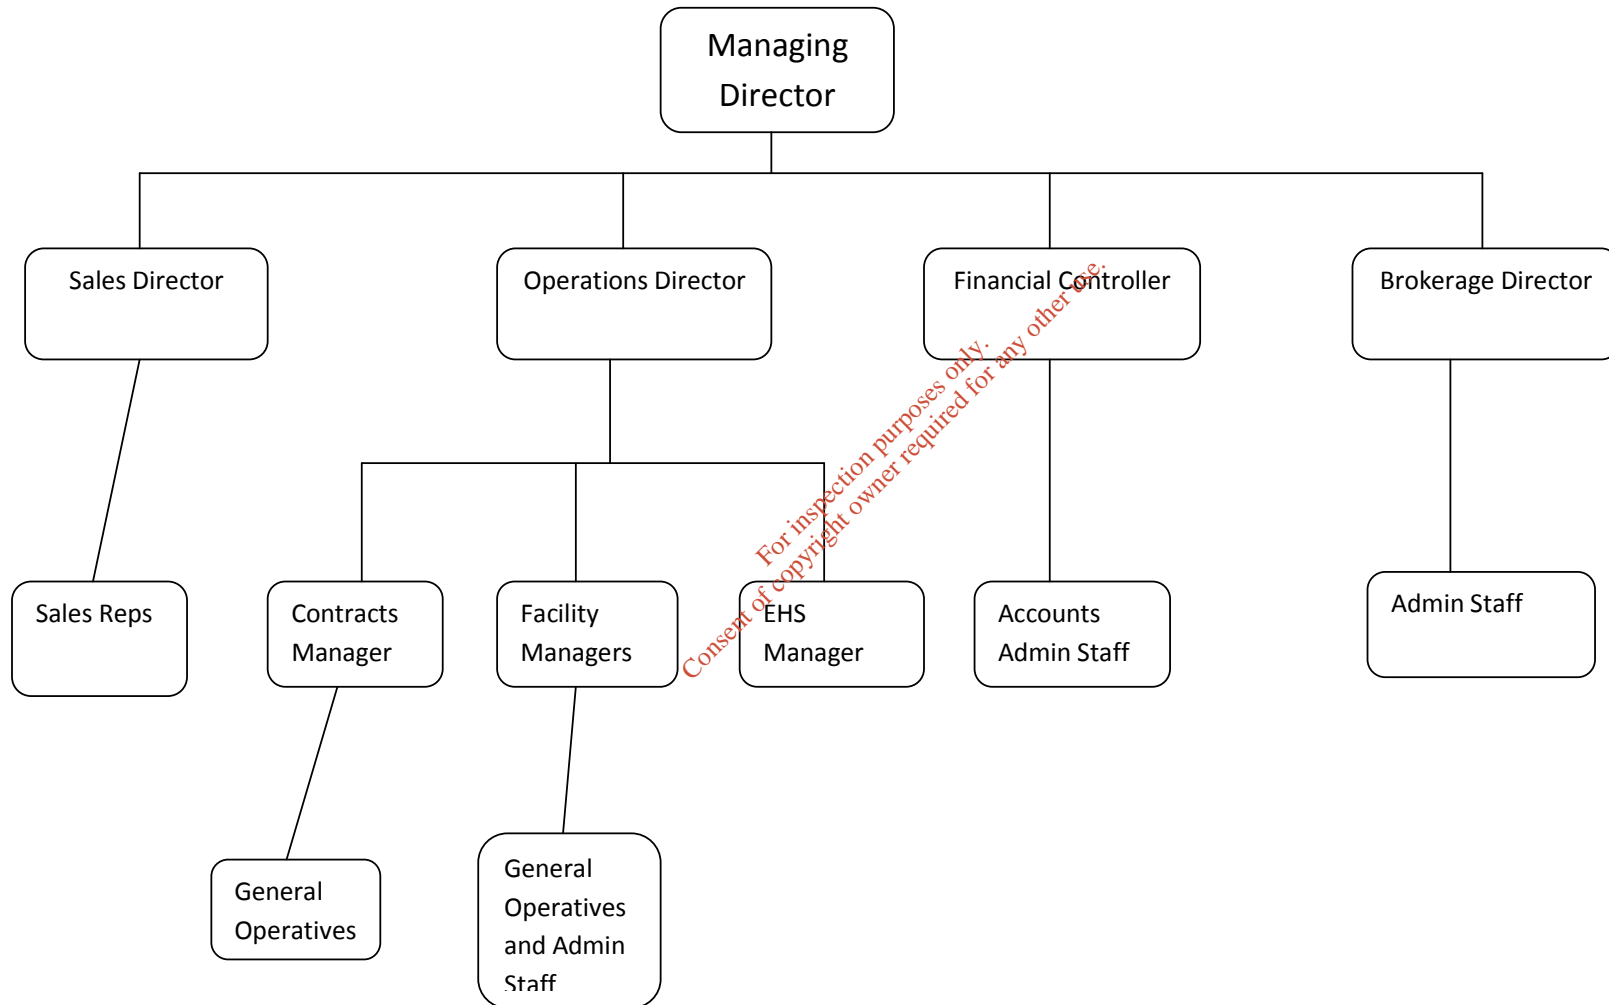 Managing
Director
Sales Director
Operations Director
Financial Controller
Brokerage Director
For inspection purposes only.
Consent of copyright owner required for any other use.
Sales Reps
Contracts
Manager
Facility
Managers
EHS
Manager
Accounts
Admin Staff
Admin Staff
General
Operatives
General
Operatives
and Admin
Staff